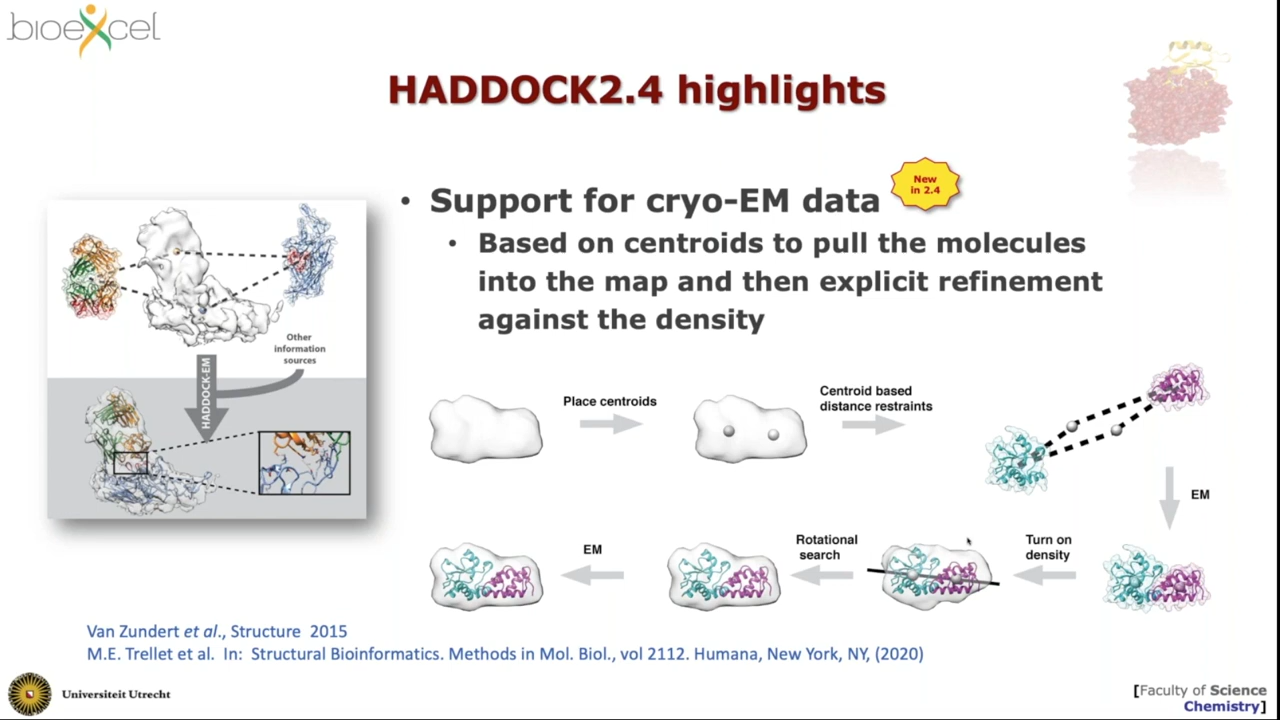 bioexcel
HADDOCK2.4 highlights
• Support for cryo-EM data
New
in 2.4
• Based on centroids to pull the molecules
into the map and then explicit refinement
against the density
Other
information
sources
HADDOCK-EM
Place centroids
Centroid based
distance restraints
EM
Turn on
density
Rotational
search
EM
Van Zundert et al., Structure 2015
M.E. Trellet et al. In: Structural Bioinformatics. Methods in Mol. Biol., vol 2112. Humana, New York, NY, (2020)
Universiteit Utrecht
[Faculty of Science
Chemistry]